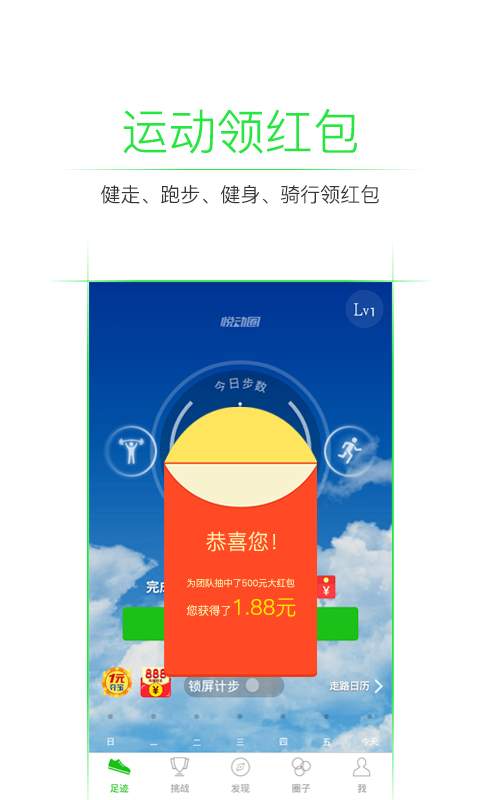 运动领红包
健走、跑步、健身、骑行领红包
Lv1
悦动圈
今日步数
恭喜您!
为团队抽中了500元大红包
您获得了1.88元
完成
¥
1元
夺宝
888
¥
锁屏计步
走路日历
日 一 二 三 四 五 今天
足迹 挑战 发现 圈子 我